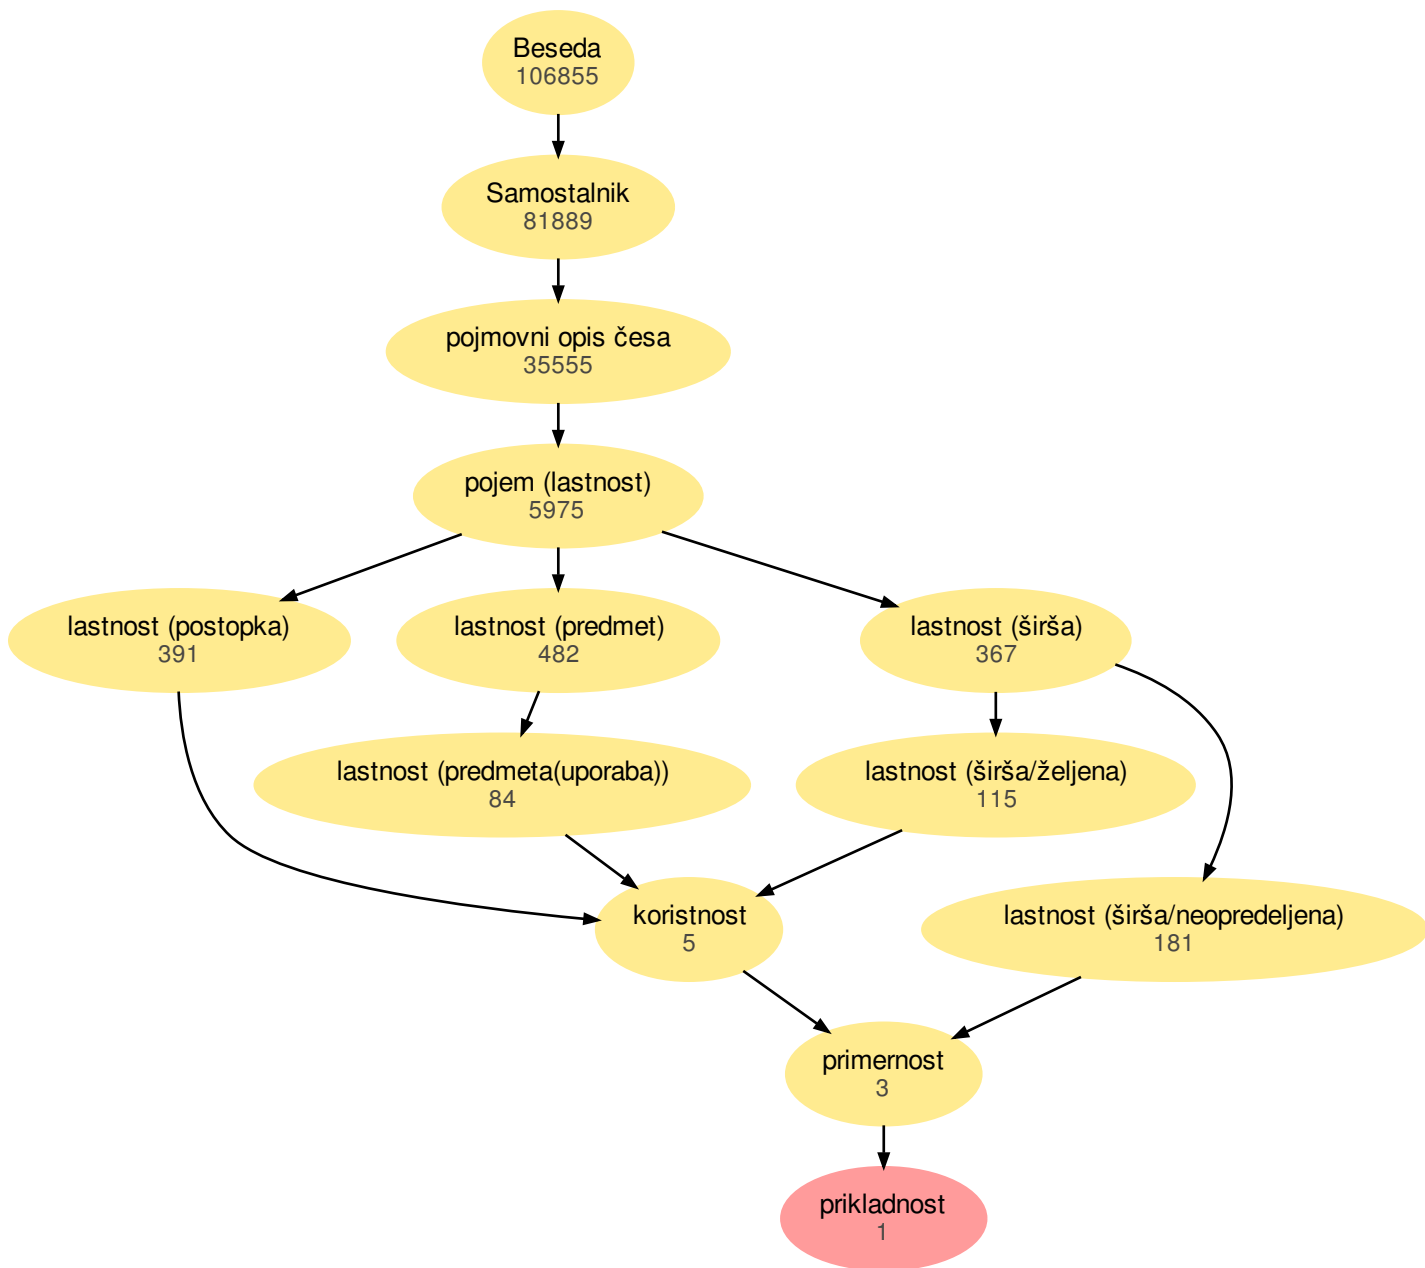 Beseda
106855
Samostalnik
81889
pojmovni opis česa
35555
pojem (lastnost)
5975
lastnost (postopka)
391
lastnost (predmet)
482
lastnost (širša)
367
lastnost (predmeta(uporaba))
84
lastnost (širša/željena)
115
koristnost
5
lastnost (širša/neopredeljena)
181
primernost
3
prikladnost
1